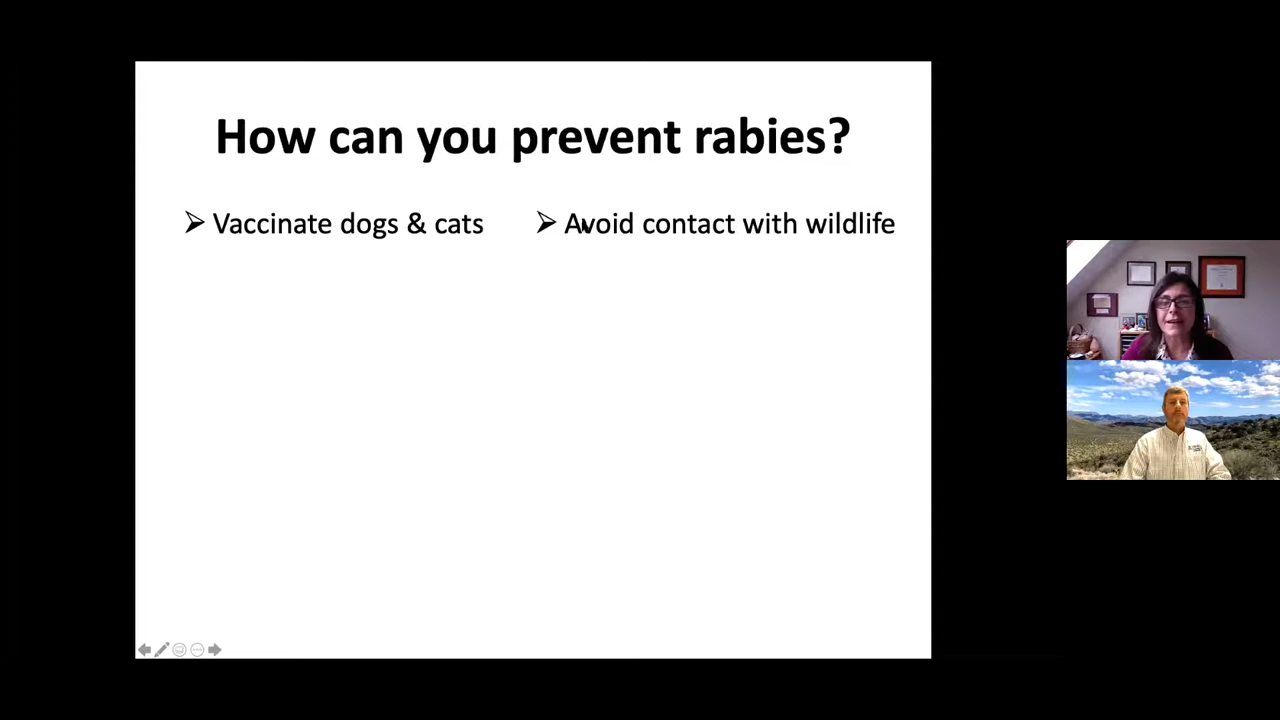 How can you prevent rabies?
➢ Vaccinate dogs & cats
➢ Avoid contact with wildlife